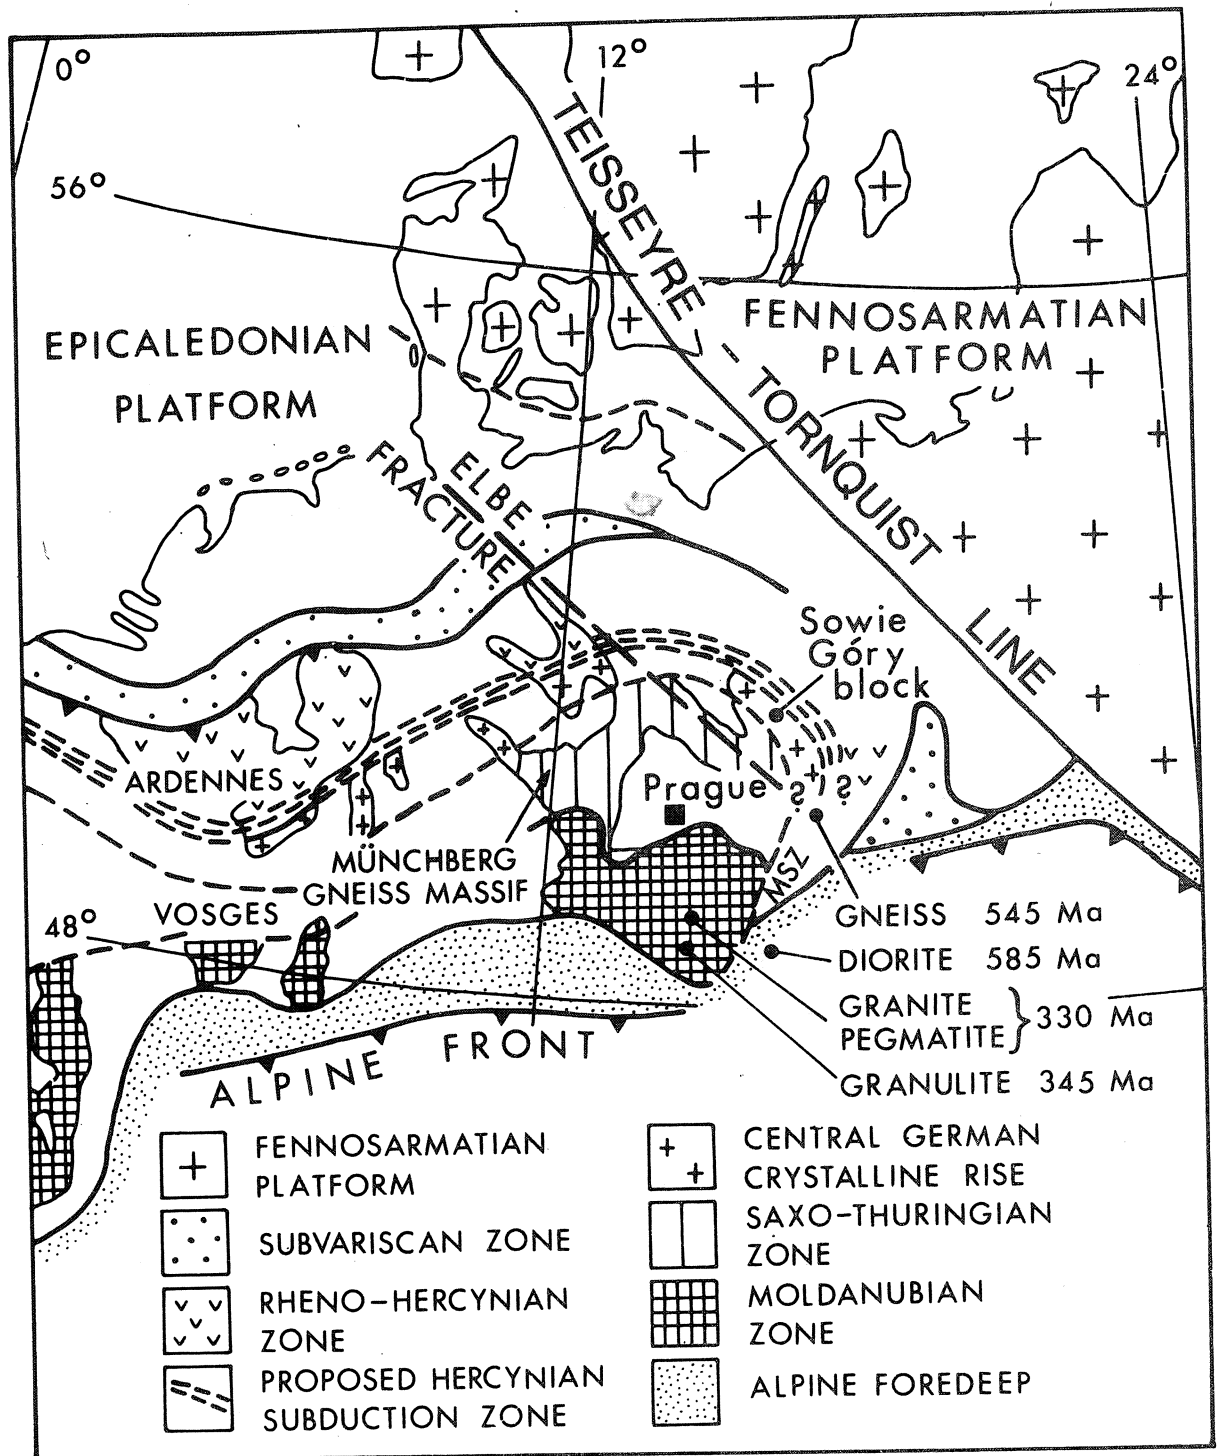 0°
12°
24°
56°
TEISSEYRE - TORNQUIST LINE
EPICALEDONIAN
PLATFORM
FENNOSARMATIAN
PLATFORM
ELBE
FRACTURE
Sowie
Góry
block
ARDENNES
Prague
? ?
MÜNCHBERG
GNEISS MASSIF
MSZ
VOSGES
48°
GNEISS 545 Ma
DIORITE 585 Ma
GRANITE
PEGMATITE } 330 Ma
GRANULITE 345 Ma
ALPINE FRONT
FENNOSARMATIAN
PLATFORM
SUBVARISCAN ZONE
RHENO-HERCYNIAN
ZONE
PROPOSED HERCYNIAN
SUBDUCTION ZONE
CENTRAL GERMAN
CRYSTALLINE RISE
SAXO-THURINGIAN
ZONE
MOLDANUBIAN
ZONE
ALPINE FOREDEEP